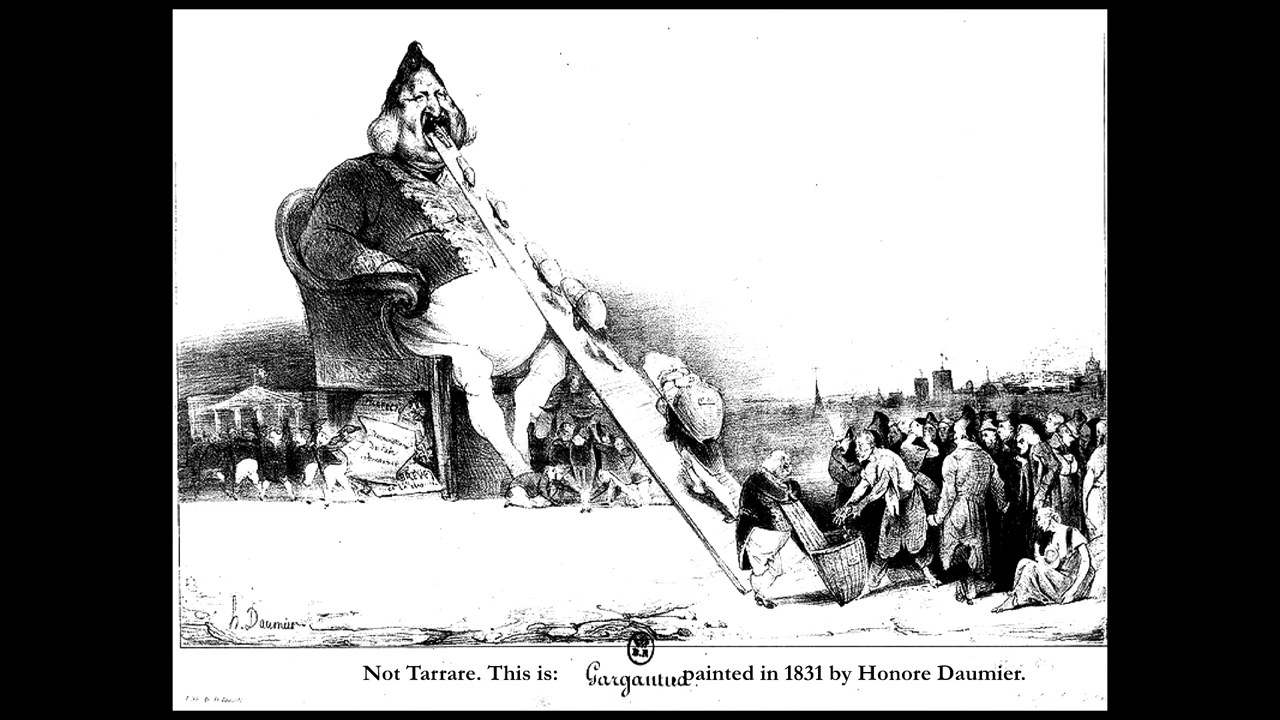 h. Daumier
Not Tarrare. This is: Gargantua painted in 1831 by Honore Daumier.